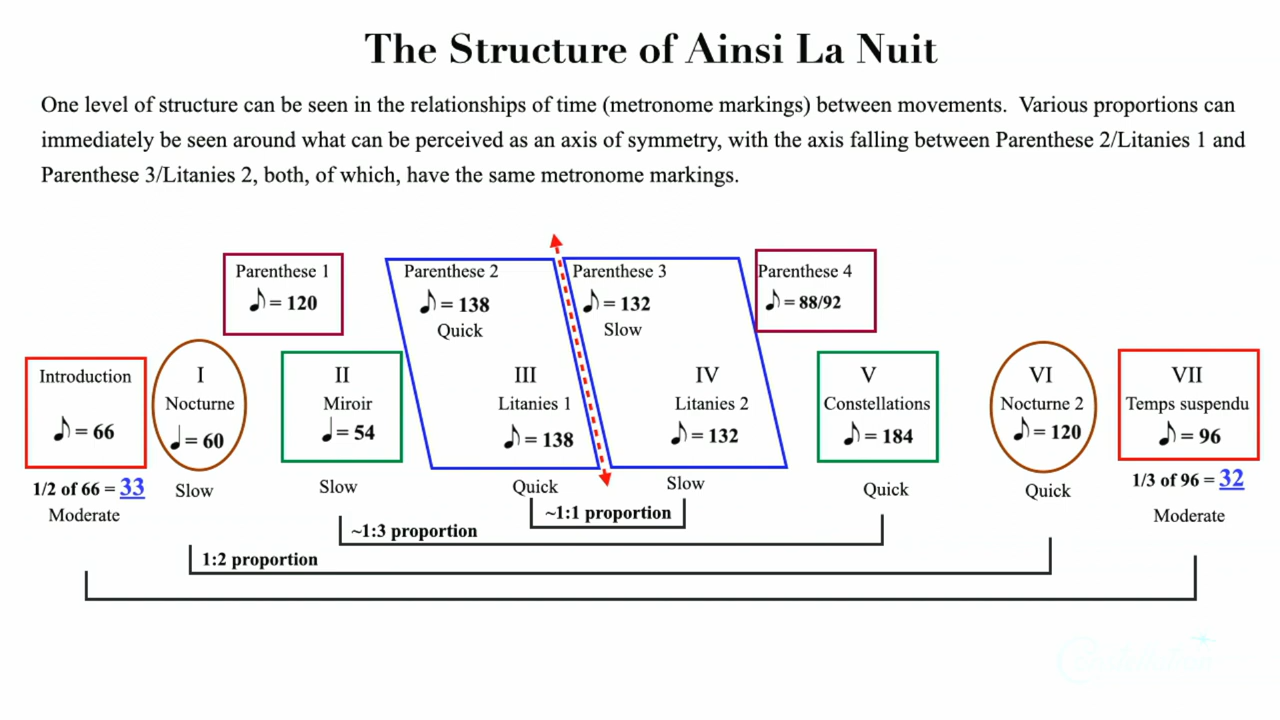 The Structure of Ainsi La Nuit
One level of structure can be seen in the relationships of time (metronome markings) between movements. Various proportions can
immediately be seen around what can be perceived as an axis of symmetry, with the axis falling between Parenthese 2/Litanies 1 and
Parenthese 3/Litanies 2, both, of which, have the same metronome markings.
Parenthese 1
♪= 120
Parenthese 2
♪= 138
Quick
Parenthese 3
♪= 132
Slow
Parenthese 4
♪= 88/92
Introduction
♪= 66
1/2 of 66 = 33
Moderate
I
Nocturne
♩= 60
Slow
II
Miroir
♩= 54
Slow
III
Litanies 1
♪= 138
Quick
IV
Litanies 2
♪= 132
Slow
V
Constellations
♪= 184
Quick
VI
Nocturne 2
♪= 120
Quick
VII
Temps suspendu
♪= 96
1/3 of 96 = 32
Moderate
~1:1 proportion
~1:3 proportion
1:2 proportion